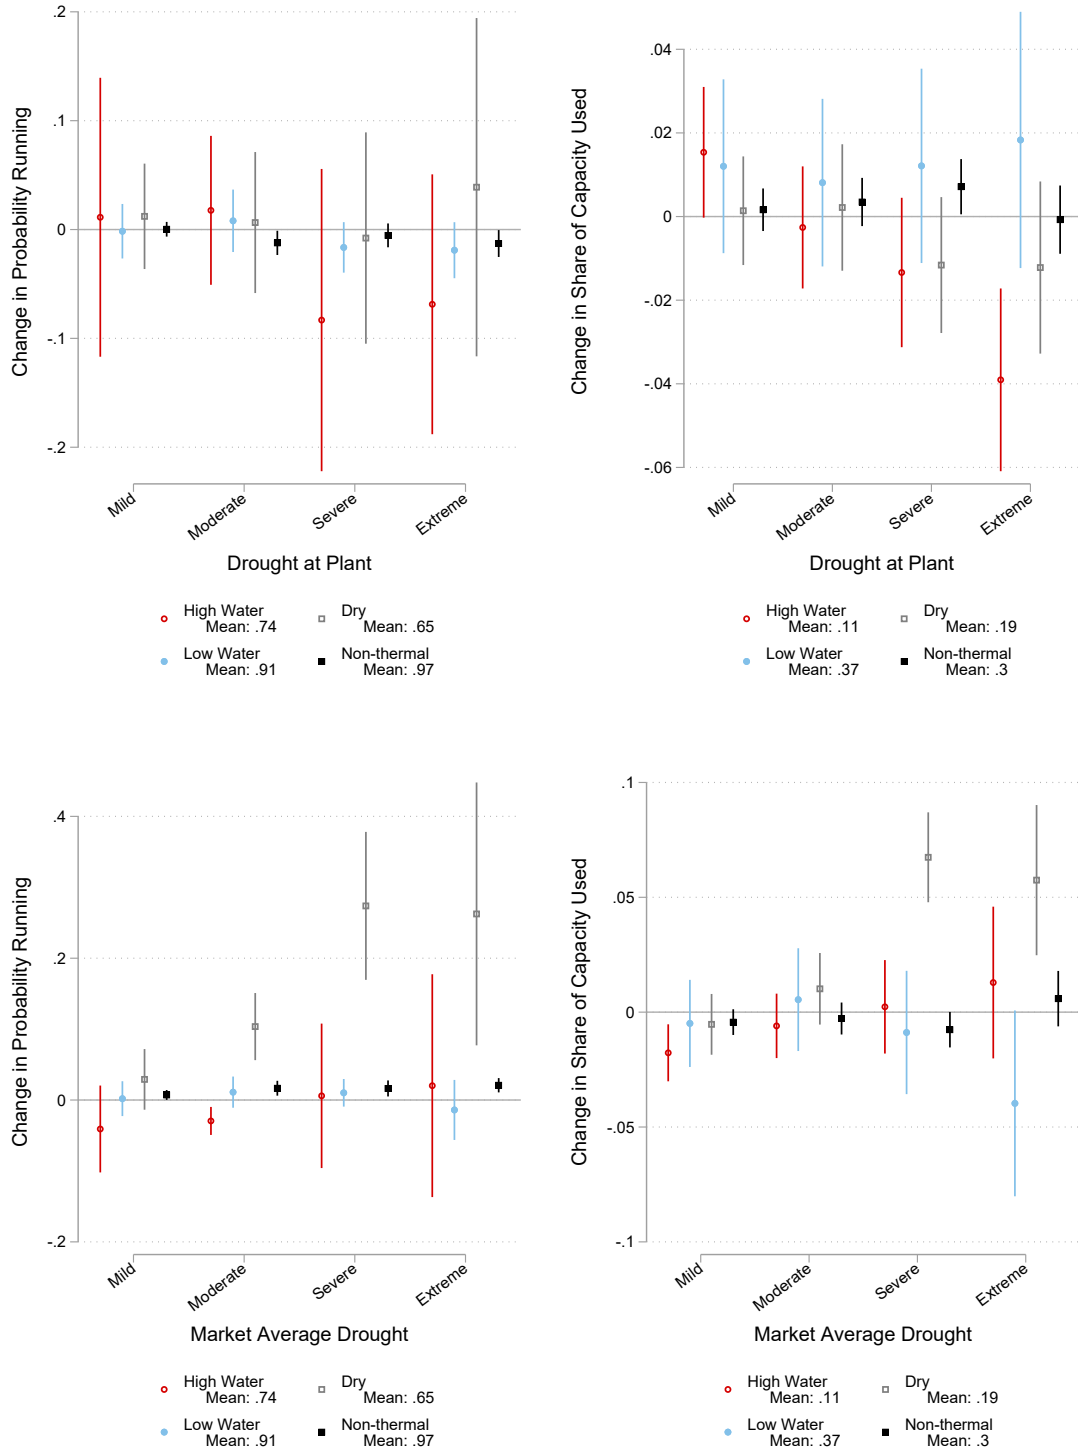 Change in Probability Running
.2
.1
0
-.1
-.2
Mild
Moderate
Severe
Extreme
Drought at Plant
High Water
Mean: .74
Dry
Mean: .65
Low Water
Mean: .91
Non-thermal
Mean: .97
Change in Share of Capacity Used
.04
.02
0
-.02
-.04
-.06
Mild
Moderate
Severe
Extreme
Drought at Plant
High Water
Mean: .11
Dry
Mean: .19
Low Water
Mean: .37
Non-thermal
Mean: .3
Change in Probability Running
.4
.2
0
-.2
Mild
Moderate
Severe
Extreme
Market Average Drought
High Water
Mean: .74
Dry
Mean: .65
Low Water
Mean: .91
Non-thermal
Mean: .97
Change in Share of Capacity Used
.1
.05
0
-.05
-.1
Mild
Moderate
Severe
Extreme
Market Average Drought
High Water
Mean: .11
Dry
Mean: .19
Low Water
Mean: .37
Non-thermal
Mean: .3